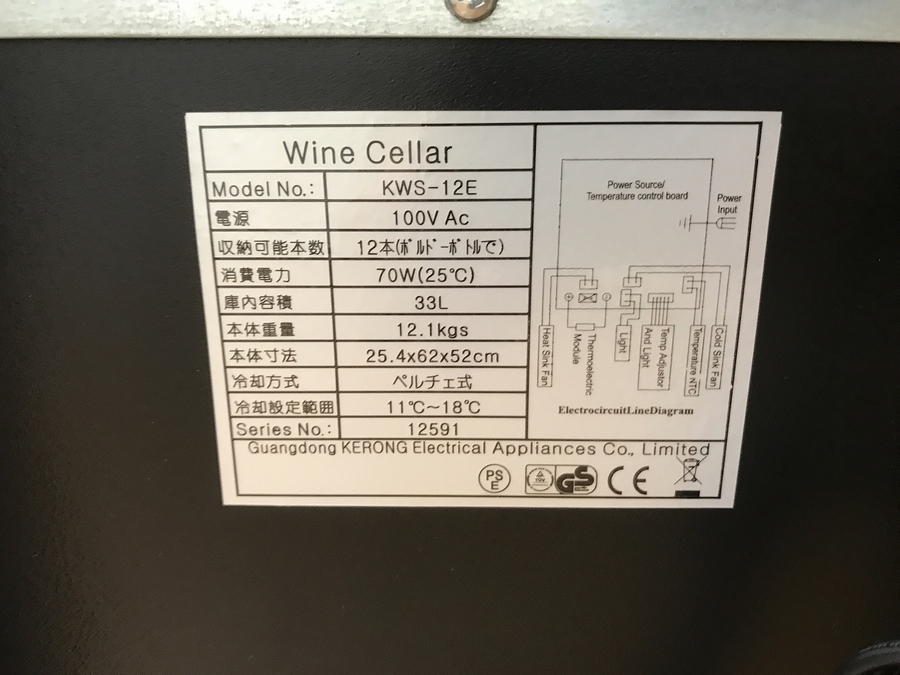 Wine Cellar
Model No.: KWS-12E
電源 100V Ac
収納可能本数 12本(ﾎﾞﾙﾄﾞｰﾎﾞﾄﾙで)
消費電力 70W(25℃)
庫內容積 33L
本体重量 12.1kgs
本体寸法 25.4x62x52cm
冷却方式 ペルチェ式
冷却設定範囲 11℃~18℃
Series No.: 12591
Guangdong KERONG Electrical Appliances Co., Limited
PS
E
TÜV
GS
CE
Power Source/
Temperature control board
Power
Input
Heat Sink Fan
Thermoelectric
Module
Light
Temp Adjustor
And Light
Temperature NTC
Cold Sink Fan
ElectrocircuitLineDiagram